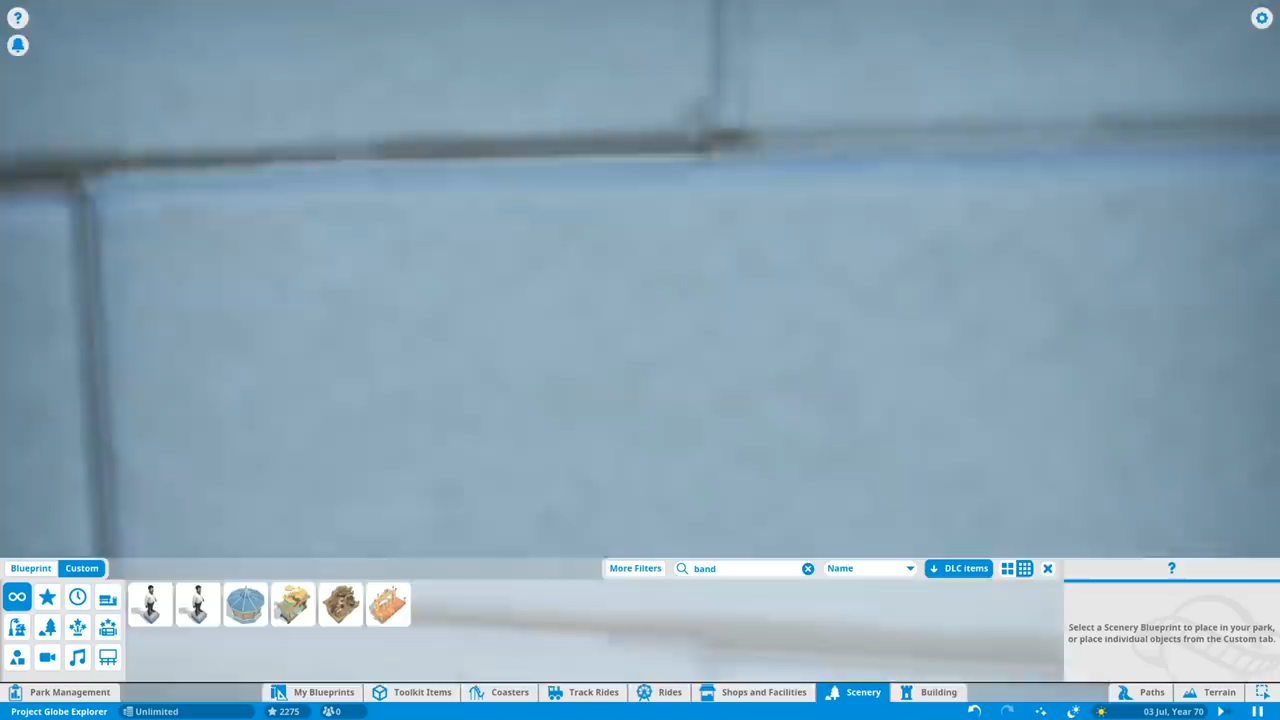 ?
Blueprint
Custom
More Filters
band
Name
DLC items
?
Select a Scenery Blueprint to place in your park,
or place individual objects from the Custom tab.
Park Management
My Blueprints
Toolkit Items
Coasters
Track Rides
Rides
Shops and Facilities
Scenery
Building
Paths
Terrain
Project Globe Explorer
Unlimited
2275
0
03 Jul, Year 70